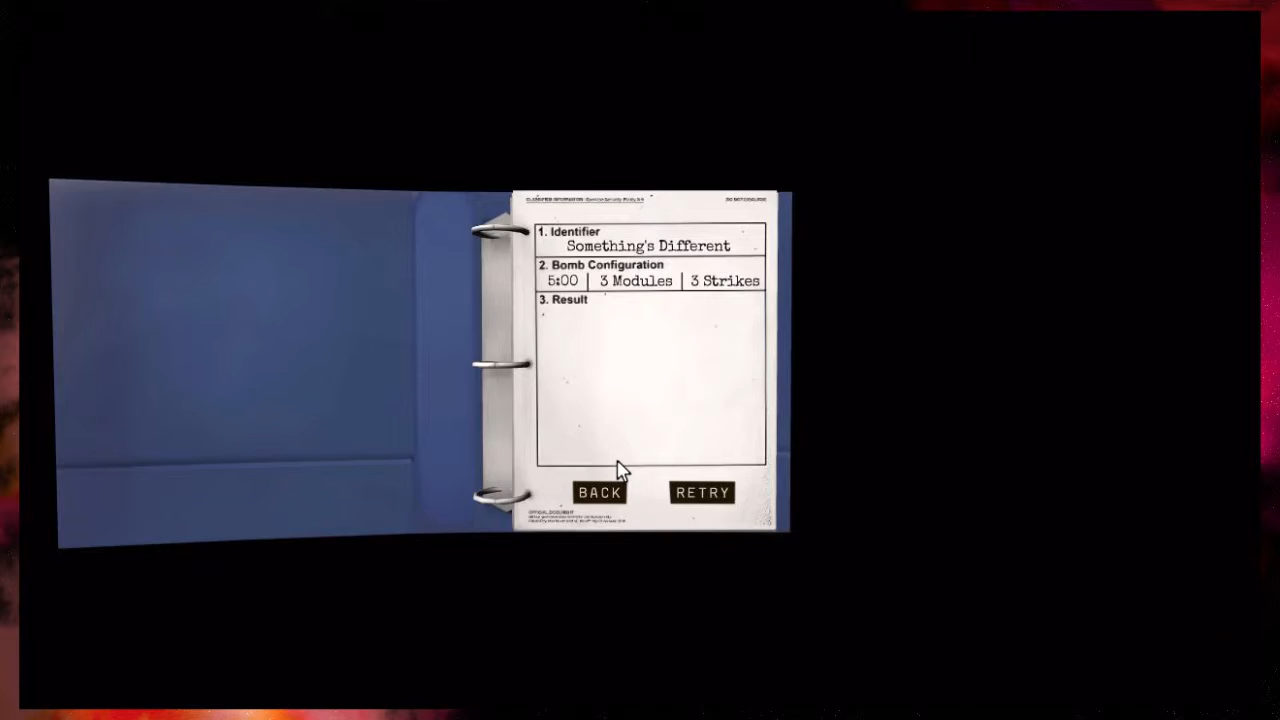 1. Identifier
Something's Different
2. Bomb Configuration
5:00 3 Modules 3 Strikes
3. Result
BACK RETRY